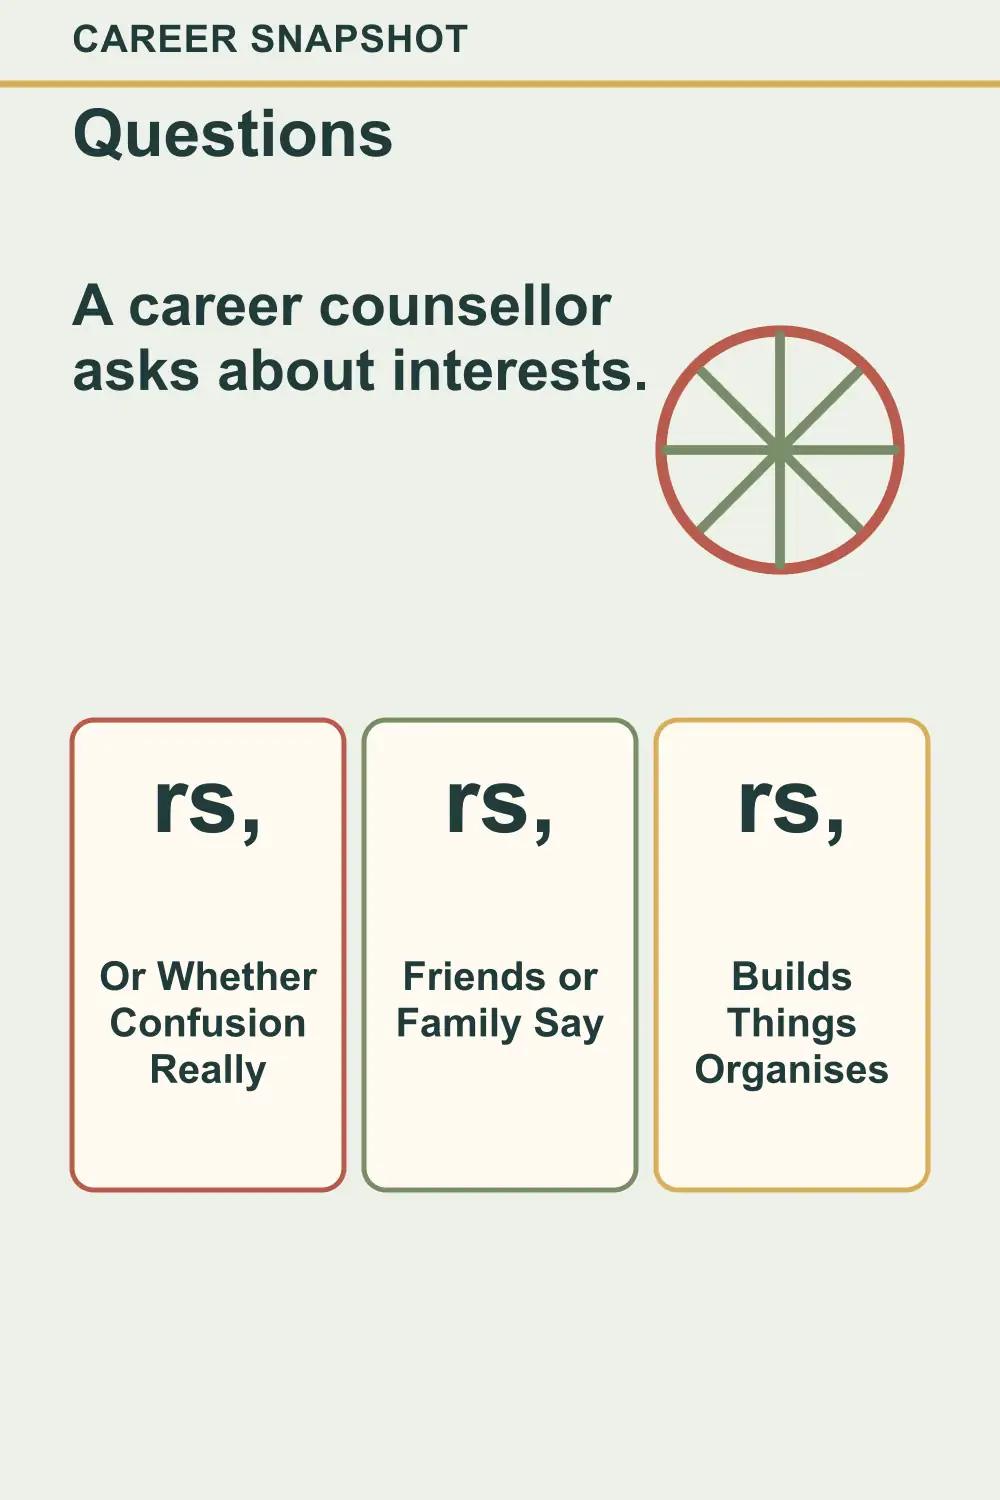 CAREER SNAPSHOT
Questions
A career counsellor
asks about interests.
rs,
Or Whether
Confusion
Really
rs,
Friends or
Family Say
rs,
Builds
Things
Organises